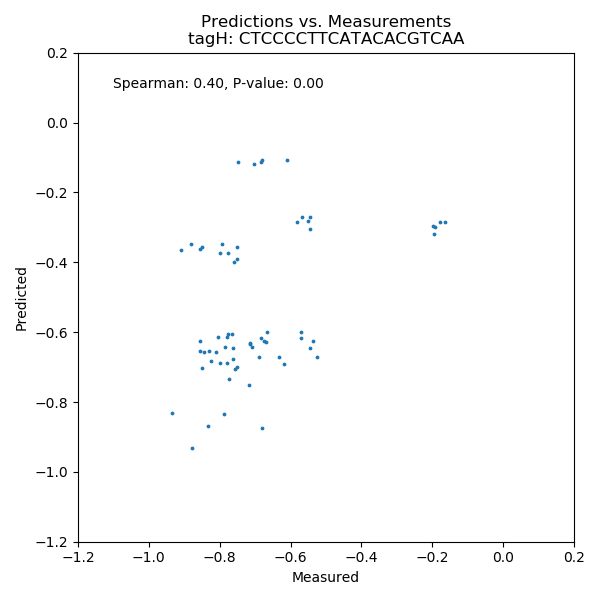 Predictions vs. Measurements
tagH: CTCCCCTTCATACACGTCAA
0.2
Spearman: 0.40, P-value: 0.00
0.0
−0.2
−0.4
Predicted
−0.6
−0.8
−1.0
−1.2
−1.2 −1.0 −0.8 −0.6 −0.4 −0.2 0.0 0.2
Measured